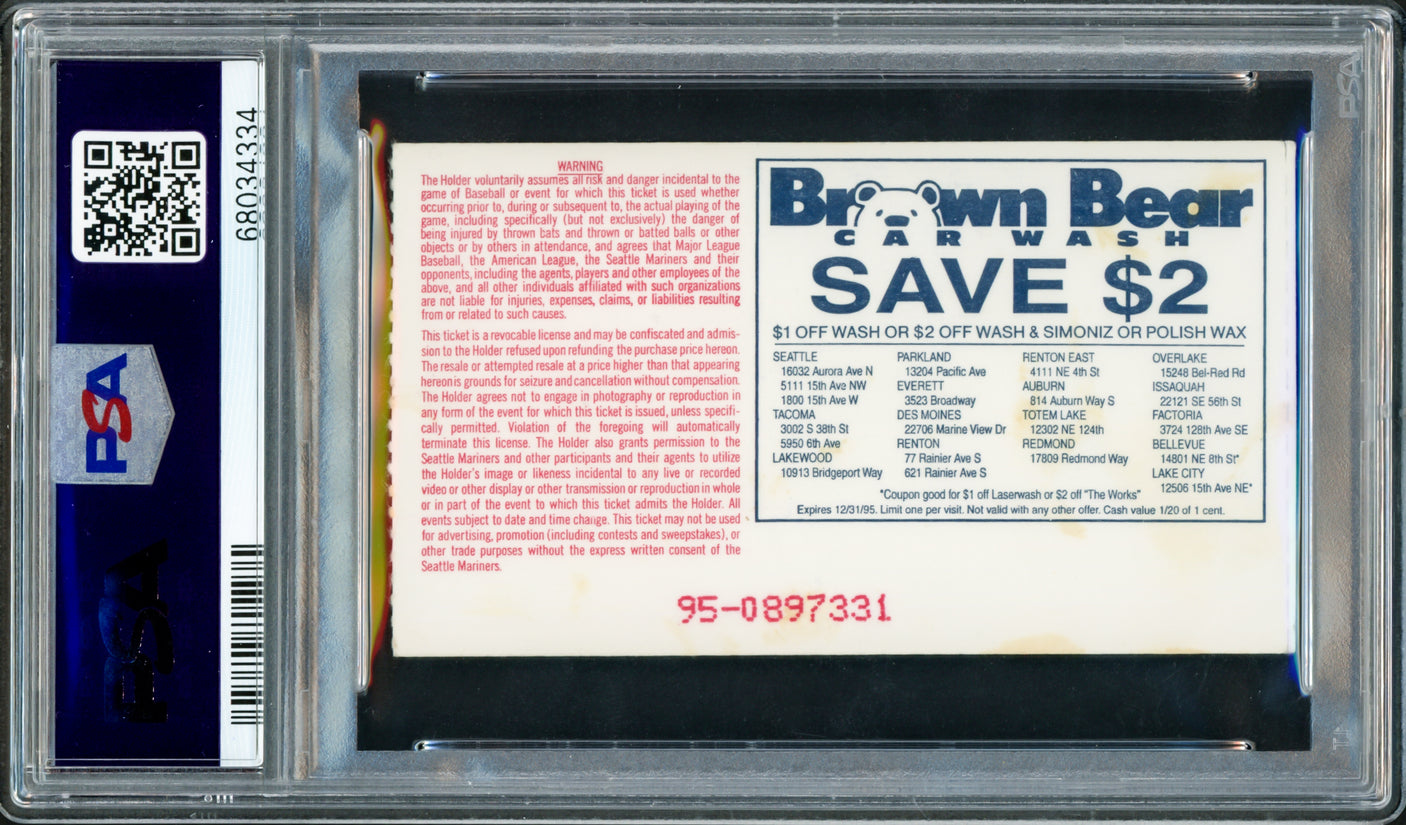 PSA
68034334
PSA
PSA
WARNING
The Holder voluntarily assumes all risk and danger incidental to the
game of Baseball or event for which this ticket is used whether
occurring prior to, during or subsequent to, the actual playing of the
game, including specifically (but not exclusively) the danger of
being injured by thrown bats and thrown or batted balls or other
objects or by others in attendance, and agrees that Major League
Baseball, the American League, the Seattle Mariners and their
opponents, including the agents, players and other employees of the
above, and all other individuals affiliated with such organizations
are not liable for injuries, expenses, claims, or liabilities resulting
from or related to such causes.
This ticket is a revocable license and may be confiscated and admis-
sion to the Holder refused upon refunding the purchase price hereon.
The resale or attempted resale at a price higher than that appearing
hereon is grounds for seizure and cancellation without compensation.
The Holder agrees not to engage in photography or reproduction in
any form of the event for which this ticket is issued, unless specifi-
cally permitted. Violation of the foregoing will automatically
terminate this license. The Holder also grants permission to the
Seattle Mariners and other participants and their agents to utilize
the Holder's image or likeness incidental to any live or recorded
video or other display or other transmission or reproduction in whole
or in part of the event to which this ticket admits the Holder. All
events subject to date and time change. This ticket may not be used
for advertising, promotion (including contests and sweepstakes), or
other trade purposes without the express written consent of the
Seattle Mariners.
Brown Bear
CAR WASH
SAVE $2
$1 OFF WASH OR $2 OFF WASH & SIMONIZ OR POLISH WAX
SEATTLE
16032 Aurora Ave N
5111 15th Ave NW
1800 15th Ave W
TACOMA
3002 S 38th St
5950 6th Ave
LAKEWOOD
10913 Bridgeport Way
PARKLAND
13204 Pacific Ave
EVERETT
3523 Broadway
DES MOINES
22706 Marine View Dr
RENTON
77 Rainier Ave S
621 Rainier Ave S
RENTON EAST
4111 NE 4th St
AUBURN
814 Auburn Way S
TOTEM LAKE
12302 NE 124th
REDMOND
17809 Redmond Way
OVERLAKE
15248 Bel-Red Rd
ISSAQUAH
22121 SE 56th St
FACTORIA
3724 128th Ave SE
BELLEVUE
14801 NE 8th St*
LAKE CITY
12506 15th Ave NE*
*Coupon good for $1 off Laserwash or $2 off "The Works"
Expires 12/31/95. Limit one per visit. Not valid with any other offer. Cash value 1/20 of 1 cent.
95-0897331
PSA